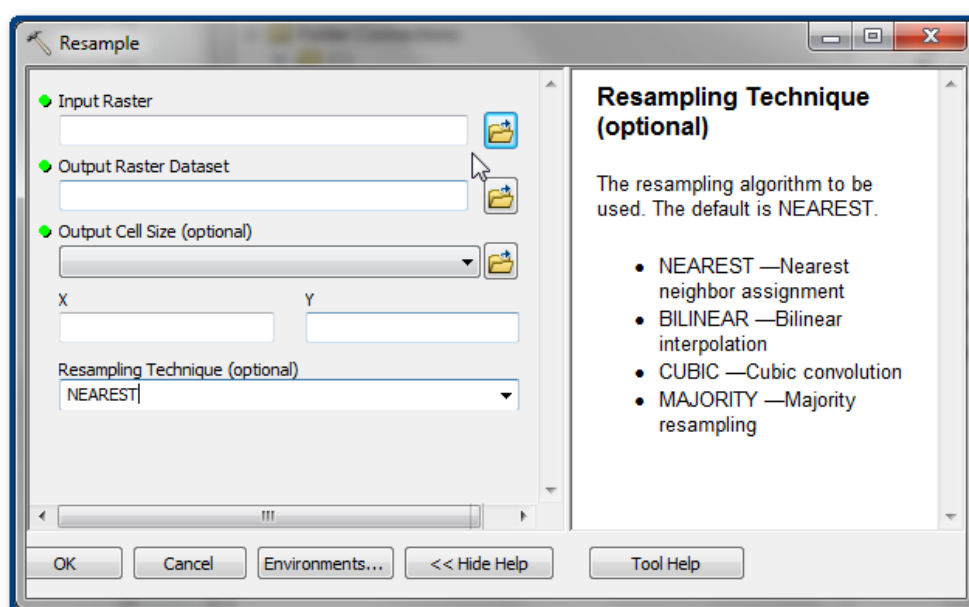 Resample
Input Raster
Output Raster Dataset
Output Cell Size (optional)
X Y
Resampling Technique (optional)
NEAREST
OK Cancel Environments... << Hide Help Tool Help
Resampling Technique
(optional)
The resampling algorithm to be
used. The default is NEAREST.
• NEAREST —Nearest
neighbor assignment
• BILINEAR —Bilinear
interpolation
• CUBIC —Cubic convolution
• MAJORITY —Majority
resampling